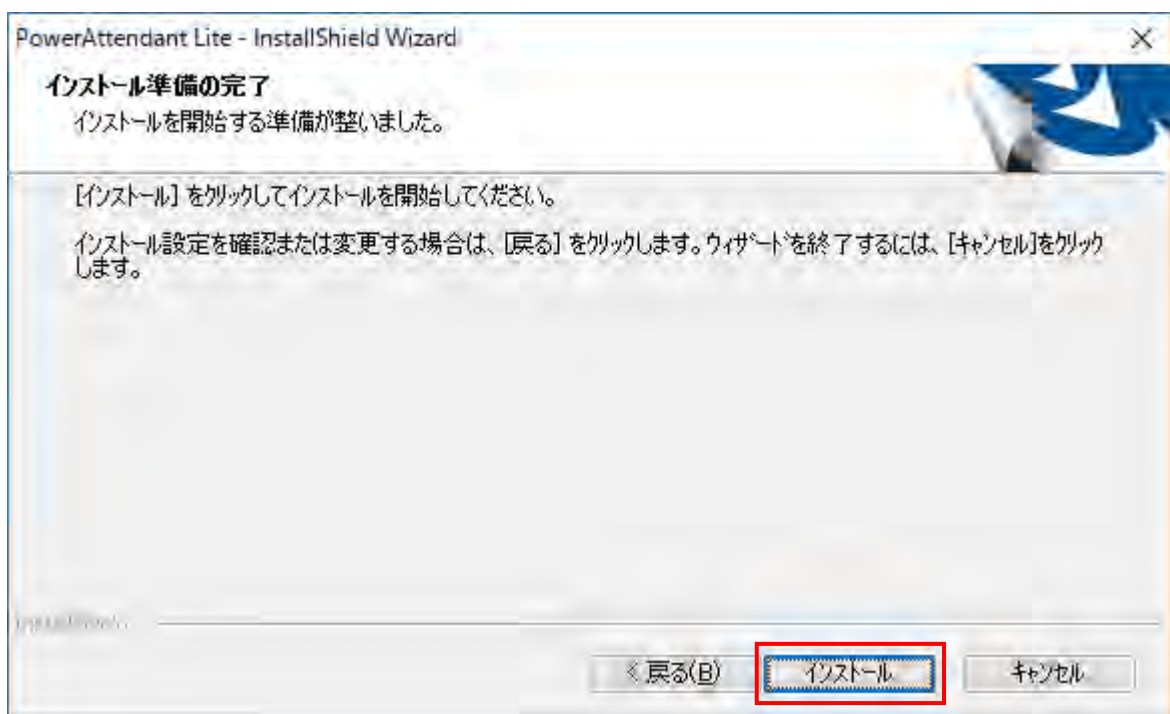 PowerAttendant Lite - InstallShield Wizard
インストール準備の完了
インストールを開始する準備が整いました。
[インストール] をクリックしてインストールを開始してください。
インストール設定を確認または変更する場合は、[戻る] をクリックします。ウィザードを終了するには、[キャンセル]をクリック
します。
InstallShield
< 戻る(B)
インストール
キャンセル